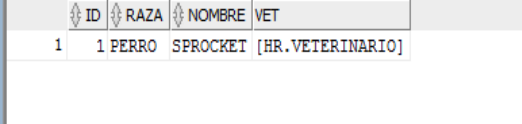 ID RAZA NOMBRE VET
1 1 PERRO SPROCKET [HR.VETERINARIO]